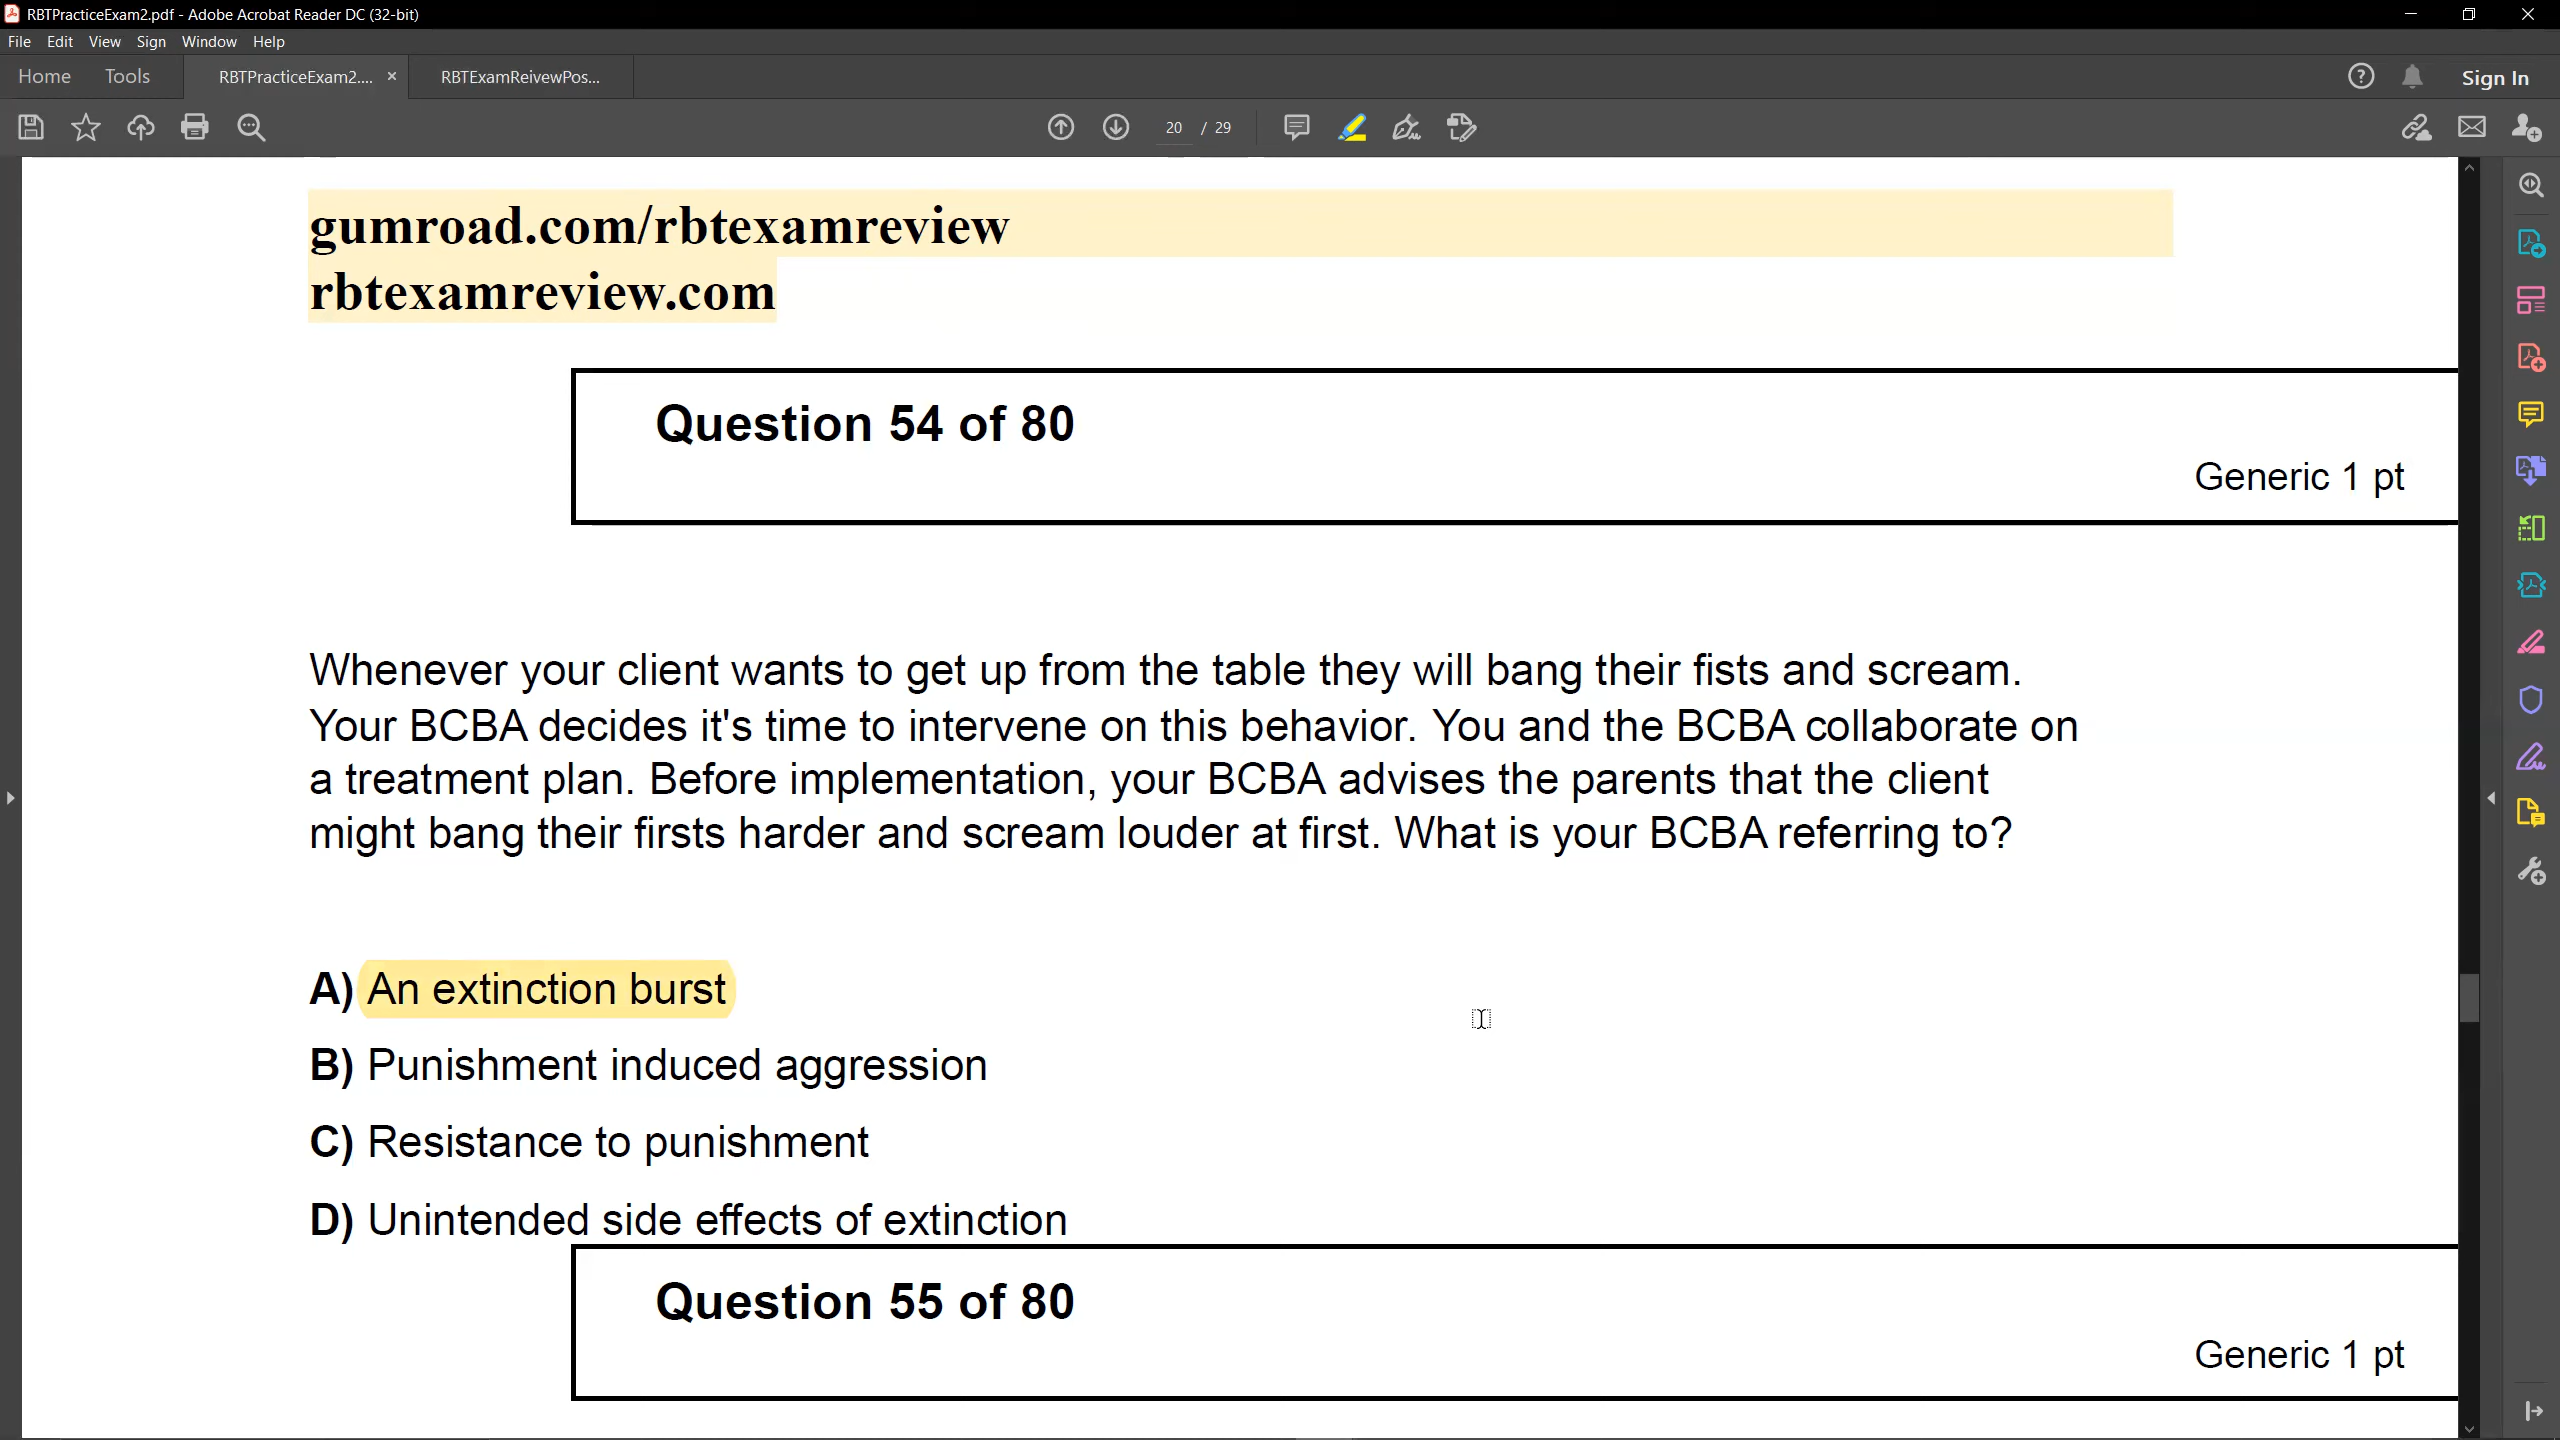 RBTPracticeExam2.pdf - Adobe Acrobat Reader DC (32-bit)
File Edit View Sign Window Help
Home Tools RBTPracticeExam2.... × RBTExamReivewPos... Sign In
20 / 29
gumroad.com/rbtexamreview
rbtexamreview.com
Question 54 of 80
Generic 1 pt
Whenever your client wants to get up from the table they will bang their fists and scream.
Your BCBA decides it's time to intervene on this behavior. You and the BCBA collaborate on
a treatment plan. Before implementation, your BCBA advises the parents that the client
might bang their firsts harder and scream louder at first. What is your BCBA referring to?
A) An extinction burst
B) Punishment induced aggression
C) Resistance to punishment
D) Unintended side effects of extinction
Question 55 of 80
Generic 1 pt